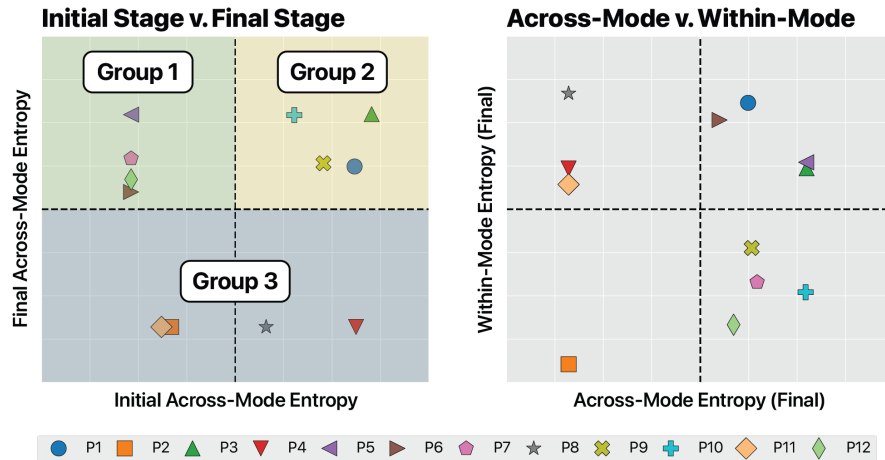 Initial Stage v. Final Stage
Group 1
Group 2
Group 3
Final Across-Mode Entropy
Initial Across-Mode Entropy
Across-Mode v. Within-Mode
Within-Mode Entropy (Final)
Across-Mode Entropy (Final)
P1 P2 P3 P4 P5 P6 P7 P8 P9 P10 P11 P12